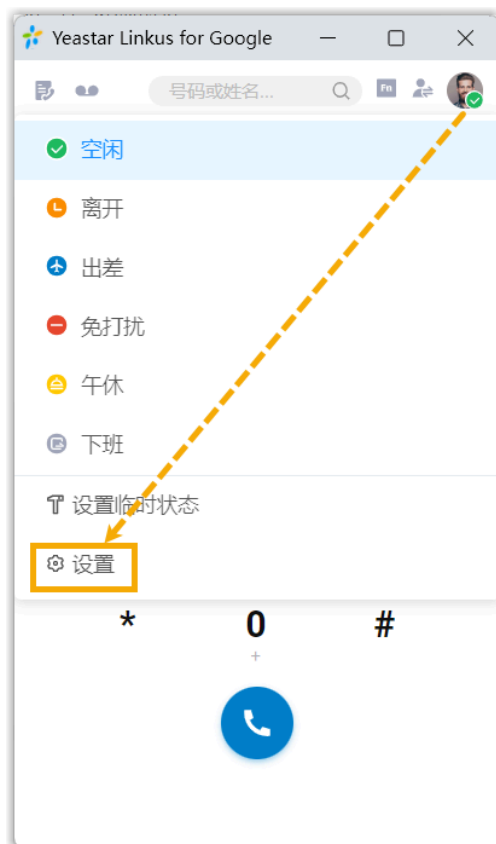 Yeastar Linkus for Google
号码或姓名...
Fn
空闲
离开
出差
免打扰
午休
下班
设置临时状态
设置
* 0 #
+